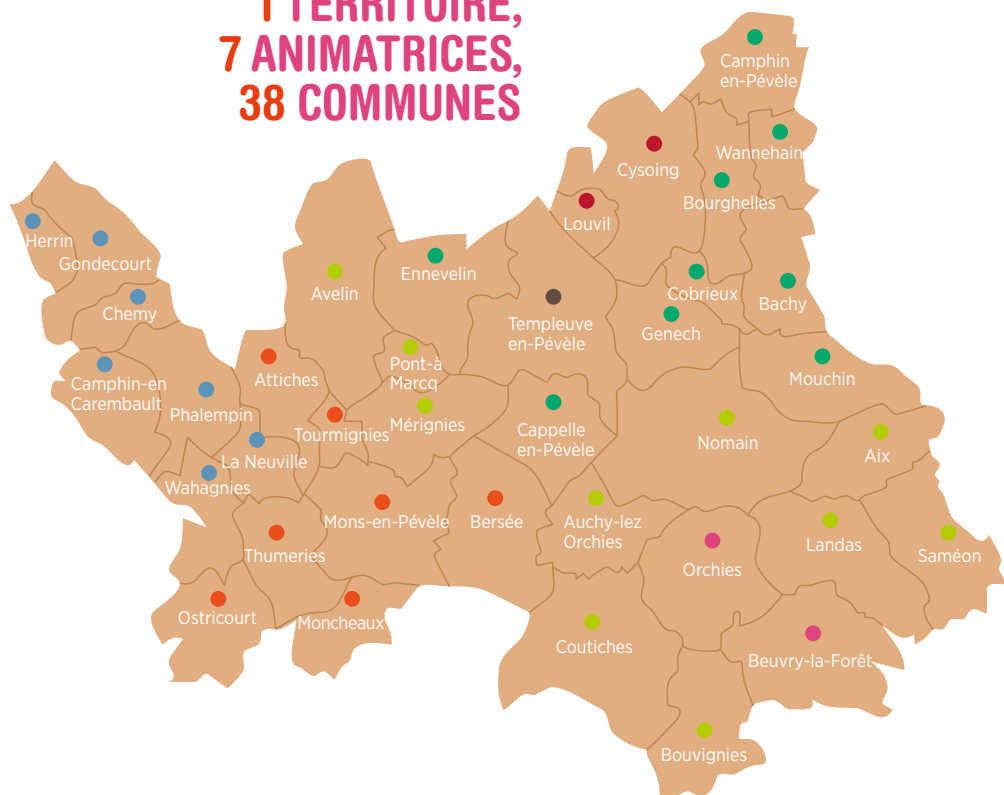 1 TERRITOIRE,
7 ANIMATRICES,
38 COMMUNES
Camphin
en-Pévèle
Wannehain
Cysoing
Bourghelles
Louvil
Herrin
Gondecourt
Ennevelin
Avelin
Cobrieux
Bachy
Chemy
Templeuve
en-Pévèle
Genech
Pont-à
Marcq
Attiches
Mouchin
Camphin-en
Carembault
Phalempin
Mérignies
Tourmignies
Cappelle
en-Pévèle
Nomain
Aix
La Neuville
Wahagnies
Mons-en-Pévèle
Bersée
Auchy-lez
Orchies
Landas
Saméon
Thumeries
Orchies
Ostricourt
Moncheaux
Coutiches
Beuvry-la-Forêt
Bouvignies